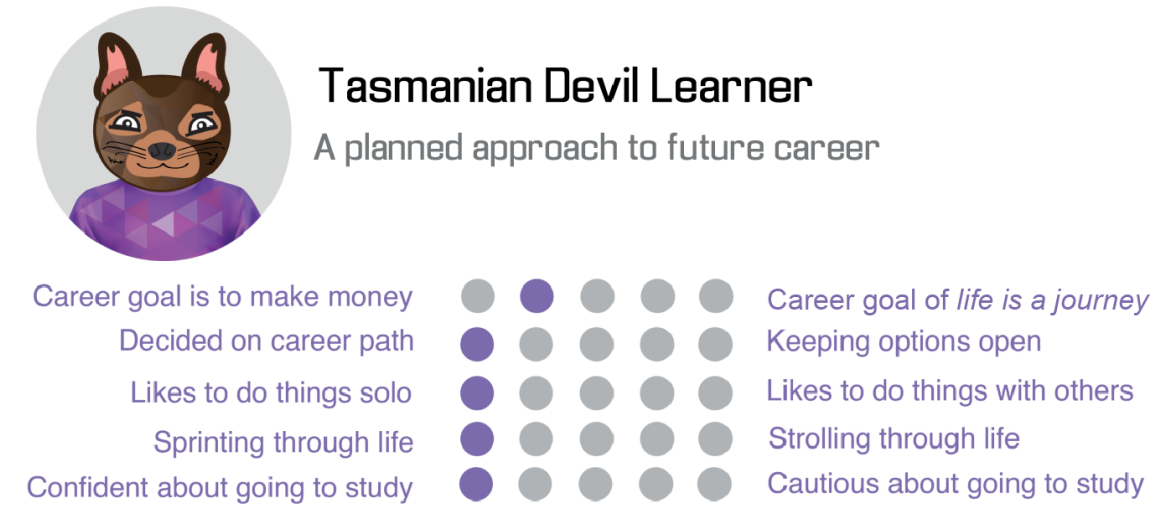 Tasmanian Devil Learner
A planned approach to future career
Career goal is to make money
Career goal of life is a journey
Decided on career path
Keeping options open
Likes to do things solo
Likes to do things with others
Sprinting through life
Strolling through life
Confident about going to study
Cautious about going to study